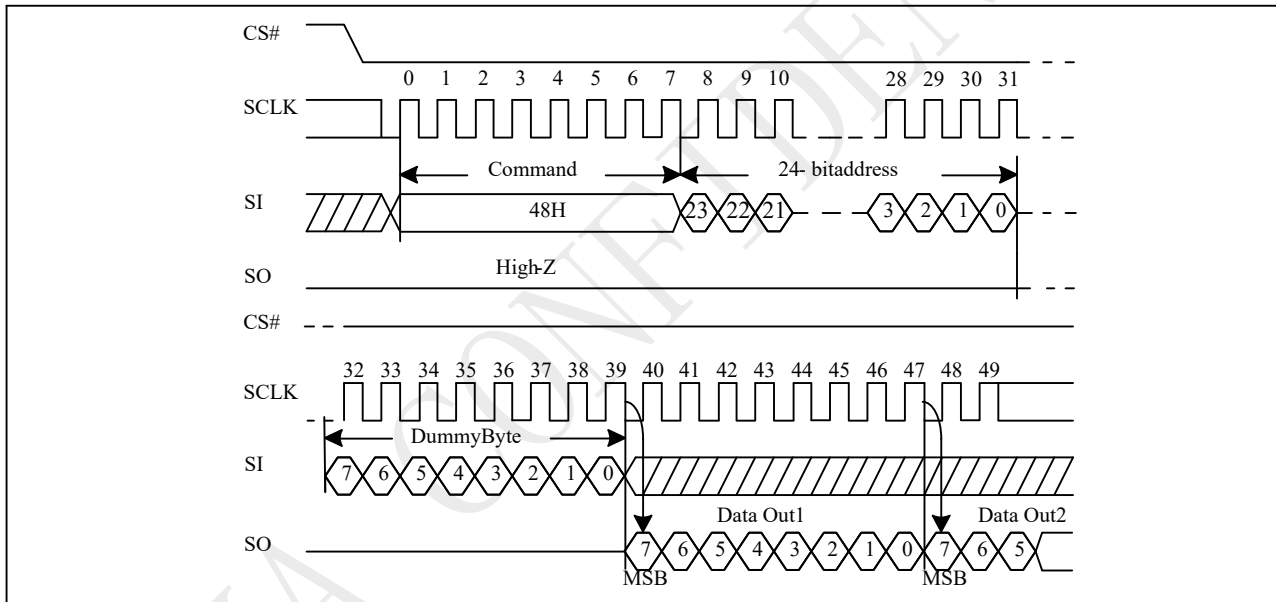 CS#
0 1 2 3 4 5 6 7 8 9 10 28 29 30 31
SCLK
Command 24- bitaddress
SI 48H 23 22 21 3 2 1 0
High-Z
SO
CS#
32 33 34 35 36 37 38 39 40 41 42 43 44 45 46 47 48 49
SCLK
DummyByte
SI 7 6 5 4 3 2 1 0
Data Out1 Data Out2
SO 7 6 5 4 3 2 1 0 7 6 5
MSB MSB